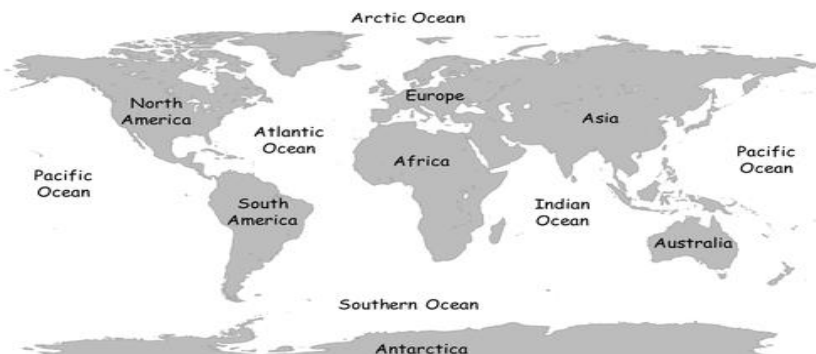 Arctic Ocean
North
America
Europe
Asia
Atlantic
Ocean
Africa
Pacific
Ocean
Pacific
Ocean
South
America
Indian
Ocean
Australia
Southern Ocean
Antarctica